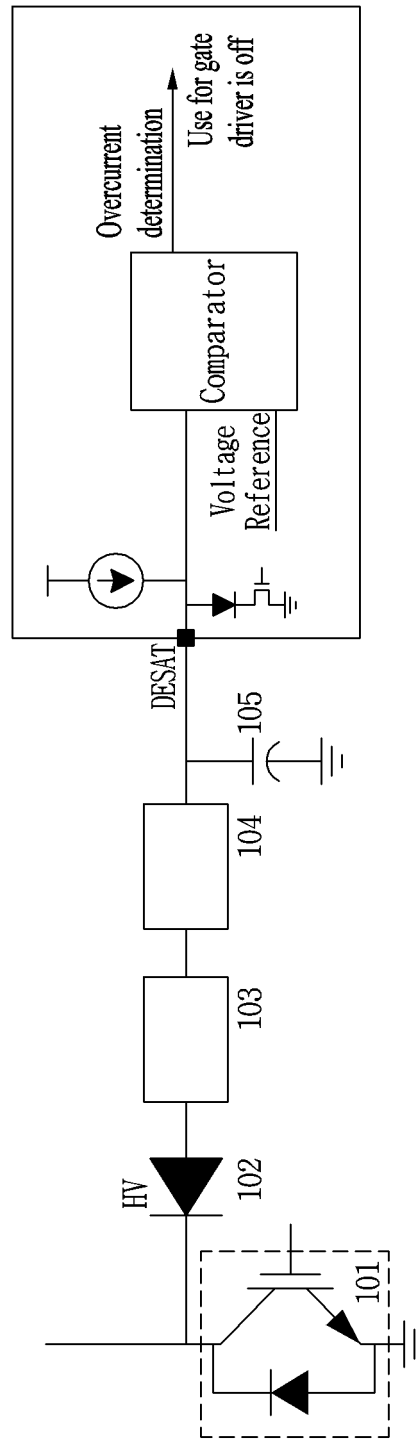 Overcurrent
determination
Use for gate
driver is off
Comparator
Voltage
Reference
DESAT
105
104
103
HV
102
101